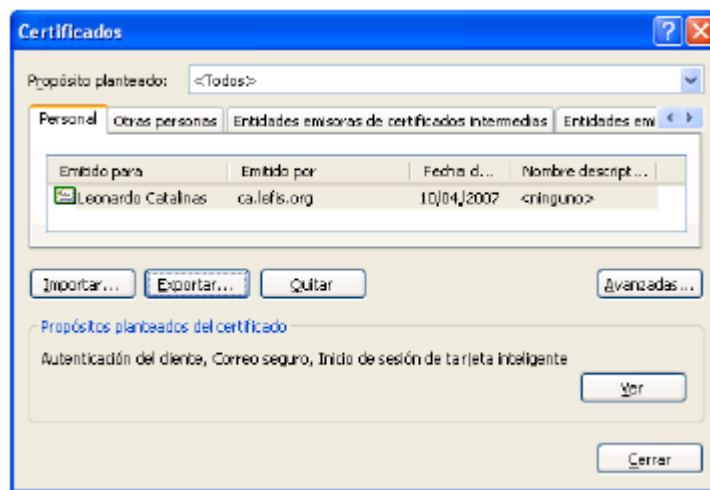 Certificados
Propósito planteado: <Todos>
Personal Otras personas Entidades emisoras de certificados intermedias Entidades emi
Emitido para Emitido por Fecha d... Nombre descript...
Leonardo Catalinas ca.lefis.org 10/04/2007 <ninguno>
Importar... Exportar... Quitar Avanzadas...
Propósitos planteados del certificado
Autenticación del cliente, Correo seguro, Inicio de sesión de tarjeta inteligente
Ver
Cerrar